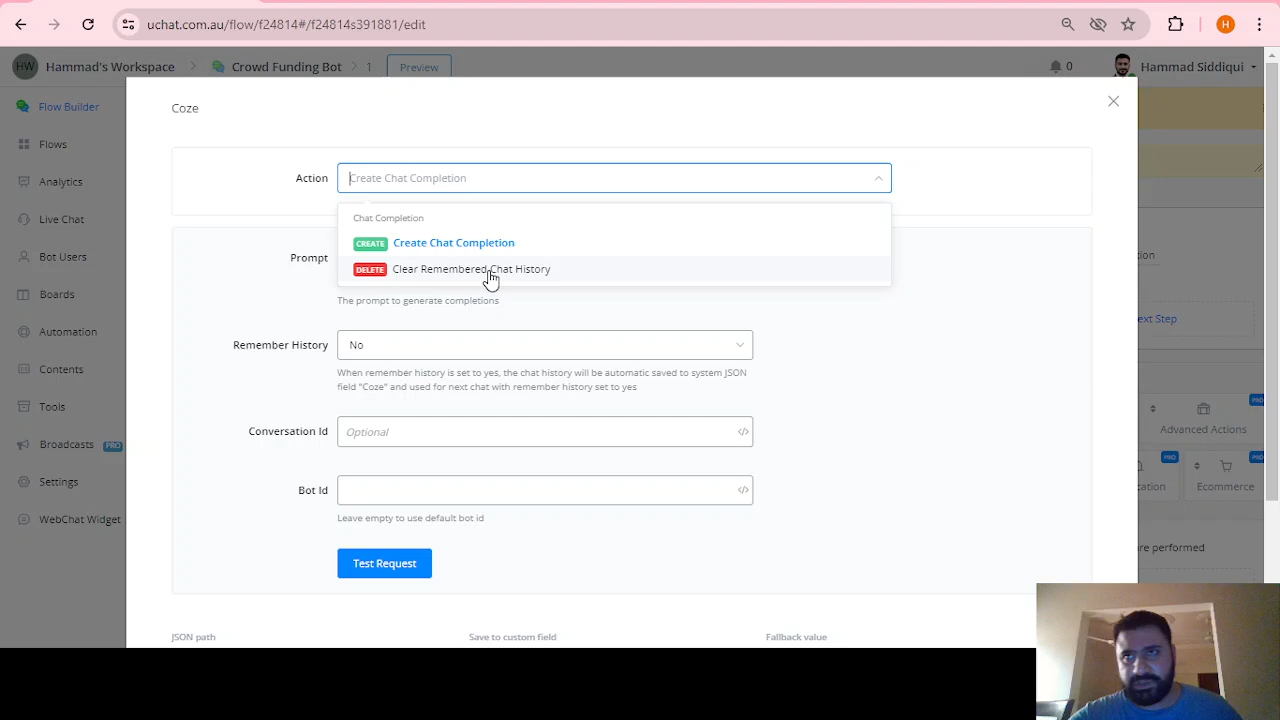 uchat.com.au/flow/f24814#/f24814s391881/edit
H
HW Hammad's Workspace Crowd Funding Bot 1 Preview
0 Hammad Siddiqui
Flow Builder
Flows
Analytics
Live Chat
Bot Users
Boards
Automation
Contents
Tools
Broadcasts PRO
Settings
WebChat Widget
Coze
Action Create Chat Completion
Chat Completion
CREATE Create Chat Completion
DELETE Clear Remembered Chat History
Prompt
The prompt to generate completions
Remember History No
When remember history is set to yes, the chat history will be automatic saved to system JSON
field "Coze" and used for next chat with remember history set to yes
Conversation Id Optional </>
Bot Id </>
Leave empty to use default bot id
Test Request
JSON path Save to custom field Fallback value
tion
ext Step
PRO
Advanced Actions
PRO PRO
ication Ecommerce
re performed